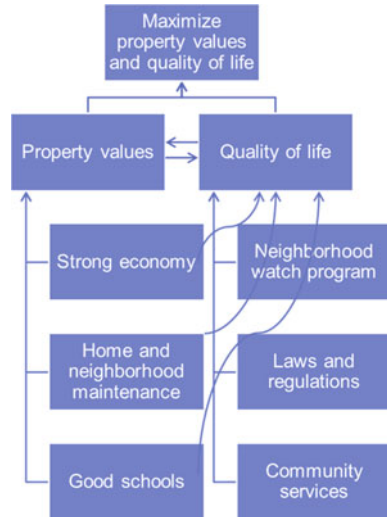 Maximize
property values
and quality of life
Property values
Quality of life
Strong economy
Neighborhood
watch program
Home and
neighborhood
maintenance
Laws and
regulations
Good schools
Community
services